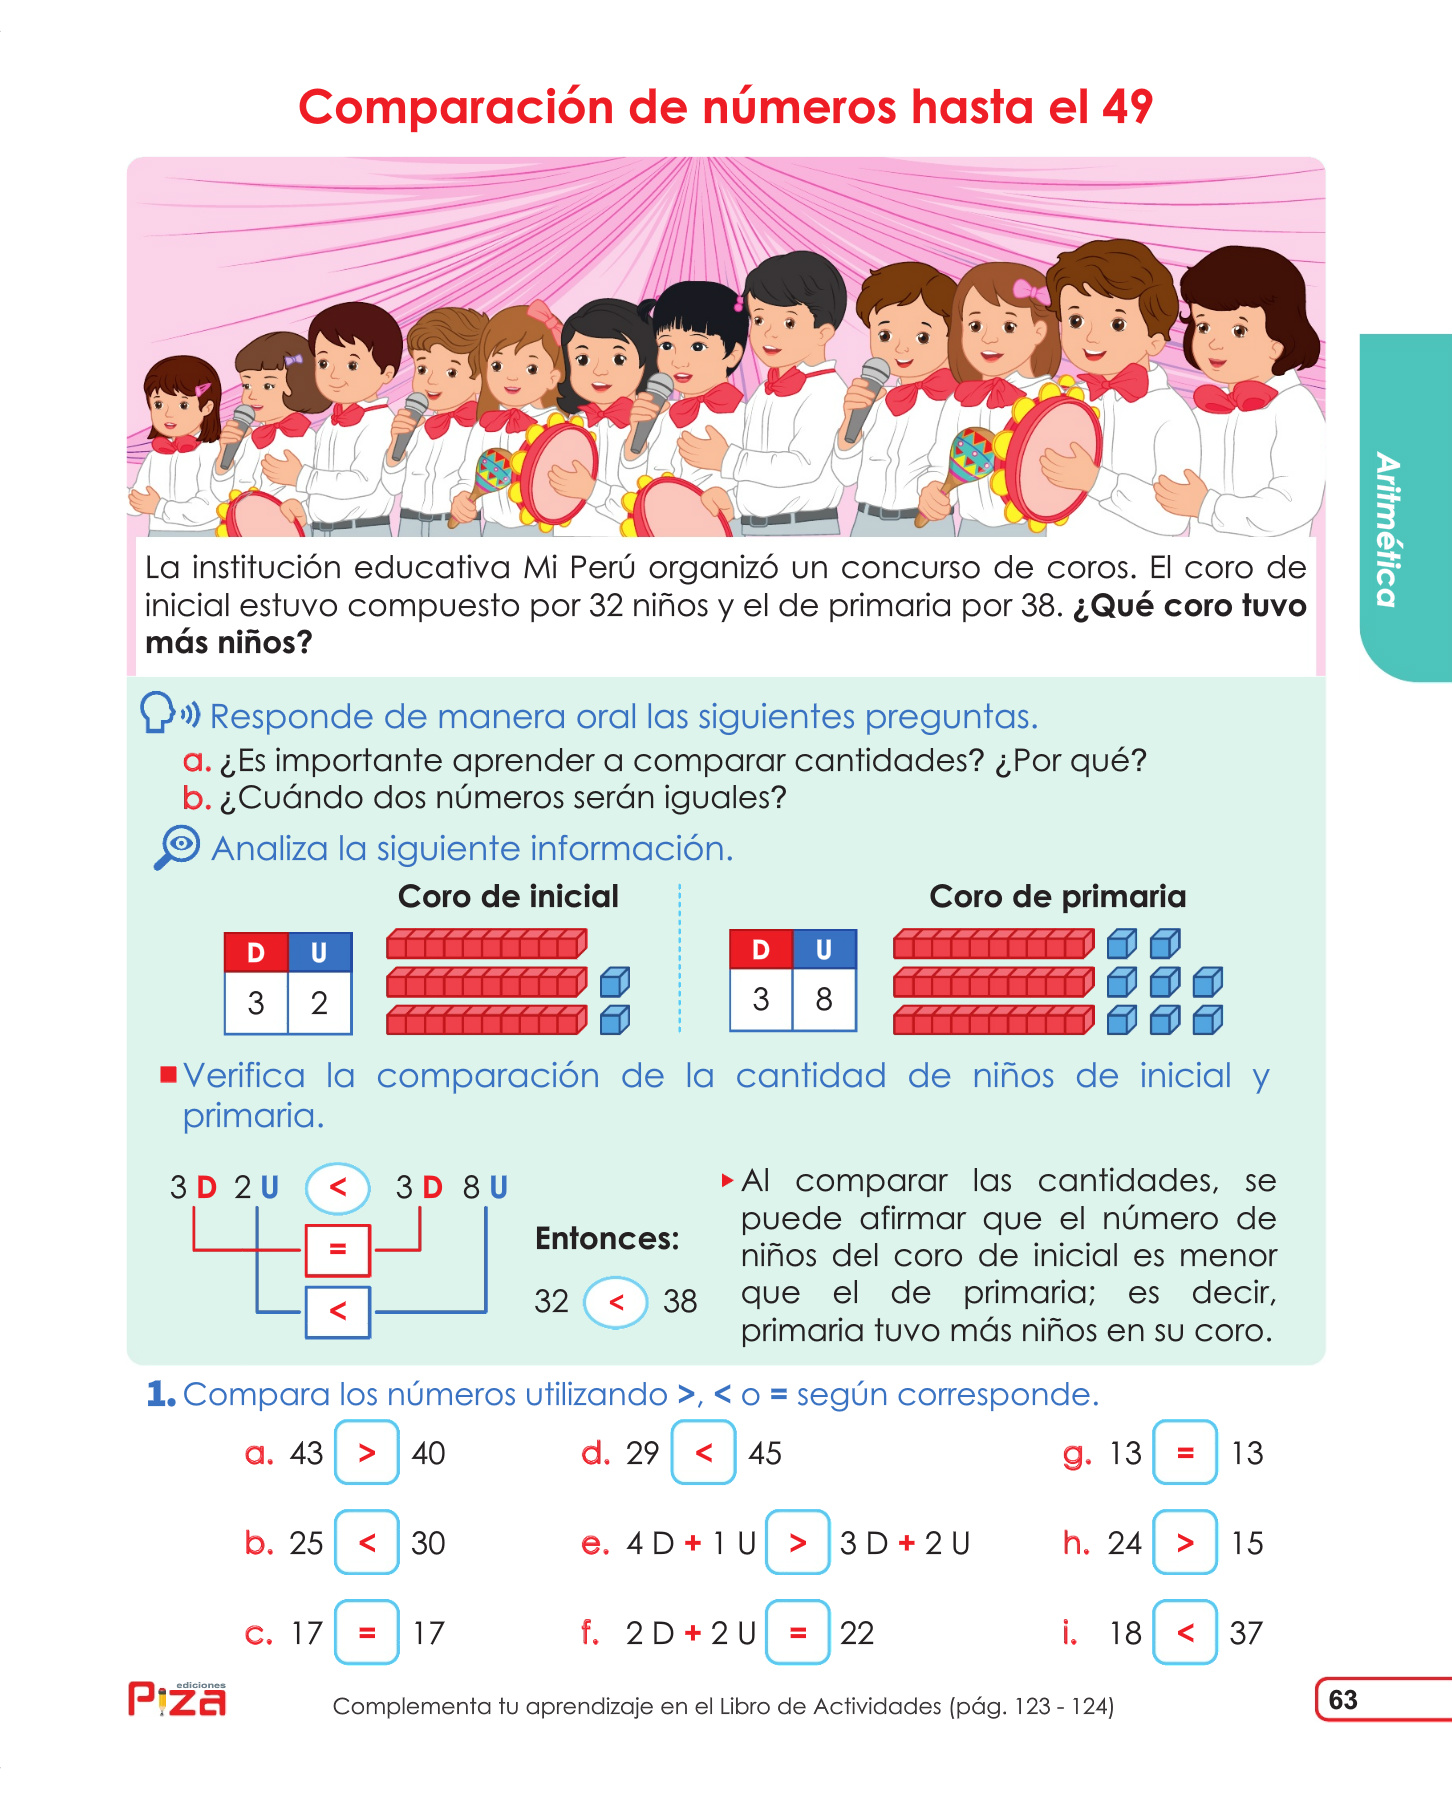 Comparación de números hasta el 49
La institución educativa Mi Perú organizó un concurso de coros. El coro de
inicial estuvo compuesto por 32 niños y el de primaria por 38. ¿Qué coro tuvo
más niños?
Aritmética
Responde de manera oral las siguientes preguntas.
a. ¿Es importante aprender a comparar cantidades? ¿Por qué?
b. ¿Cuándo dos números serán iguales?
Analiza la siguiente información.
Coro de inicial
D U
3 2
Coro de primaria
D U
3 8
Verifica la comparación de la cantidad de niños de inicial y
primaria.
3 D 2 U < 3 D 8 U
=
<
Entonces:
32 < 38
Al comparar las cantidades, se
puede afirmar que el número de
niños del coro de inicial es menor
que el de primaria; es decir,
primaria tuvo más niños en su coro.
1. Compara los números utilizando >, < o = según corresponde.
a. 43 > 40
b. 25 < 30
c. 17 = 17
d. 29 < 45
e. 4 D + 1 U > 3 D + 2 U
f. 2 D + 2 U = 22
g. 13 = 13
h. 24 > 15
i. 18 < 37
ediciones
Piza
Complementa tu aprendizaje en el Libro de Actividades (pág. 123 - 124)
63